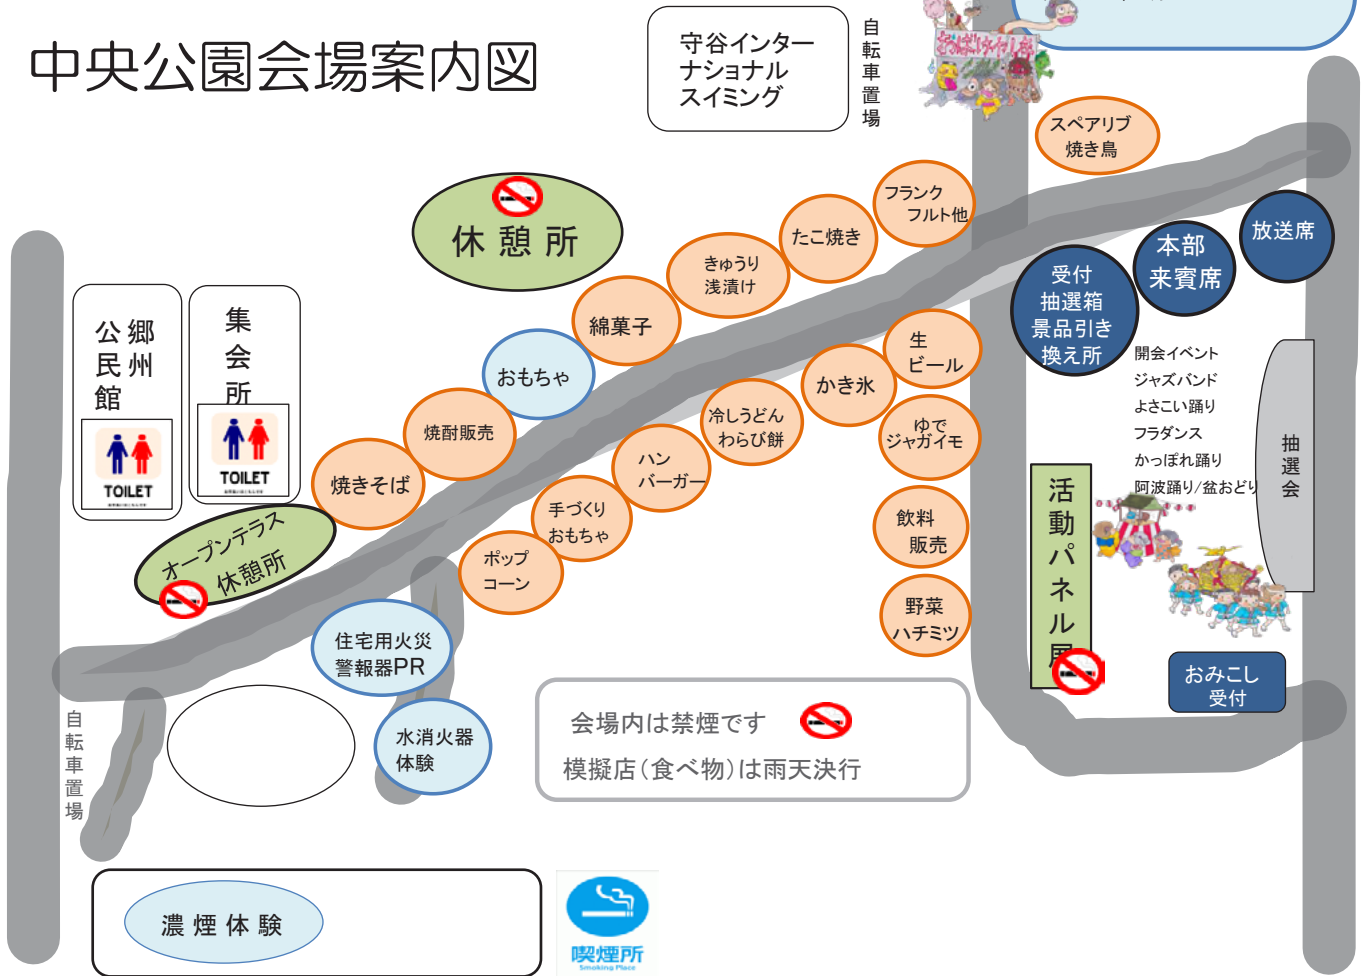 中央公園会場案内図
守谷インター
ナショナル
スイミング
自転車置場
スペアリブ
焼き鳥
フランク
フルト他
たこ焼き
きゅうり
浅漬け
綿菓子
おもちゃ
焼酎販売
焼きそば
休憩所
放送席
本部
来賓席
受付
抽選箱
景品引き
換え所
開会イベント
ジャズバンド
よさこい踊り
フラダンス
かっぽれ踊り
阿波踊り/盆おどり
抽選会
郷州
公民館
TOILET
集会所
TOILET
オープンテラス
休憩所
生
ビール
かき氷
冷しうどん
わらび餅
ゆで
ジャガイモ
ハン
バーガー
手づくり
おもちゃ
ポップ
コーン
飲料
販売
野菜
ハチミツ
活動パネル展
おみこし
受付
住宅用火災
警報器PR
水消火器
体験
自転車置場
会場内は禁煙です
模擬店(食べ物)は雨天決行
濃煙体験
喫煙所
Smoking Place